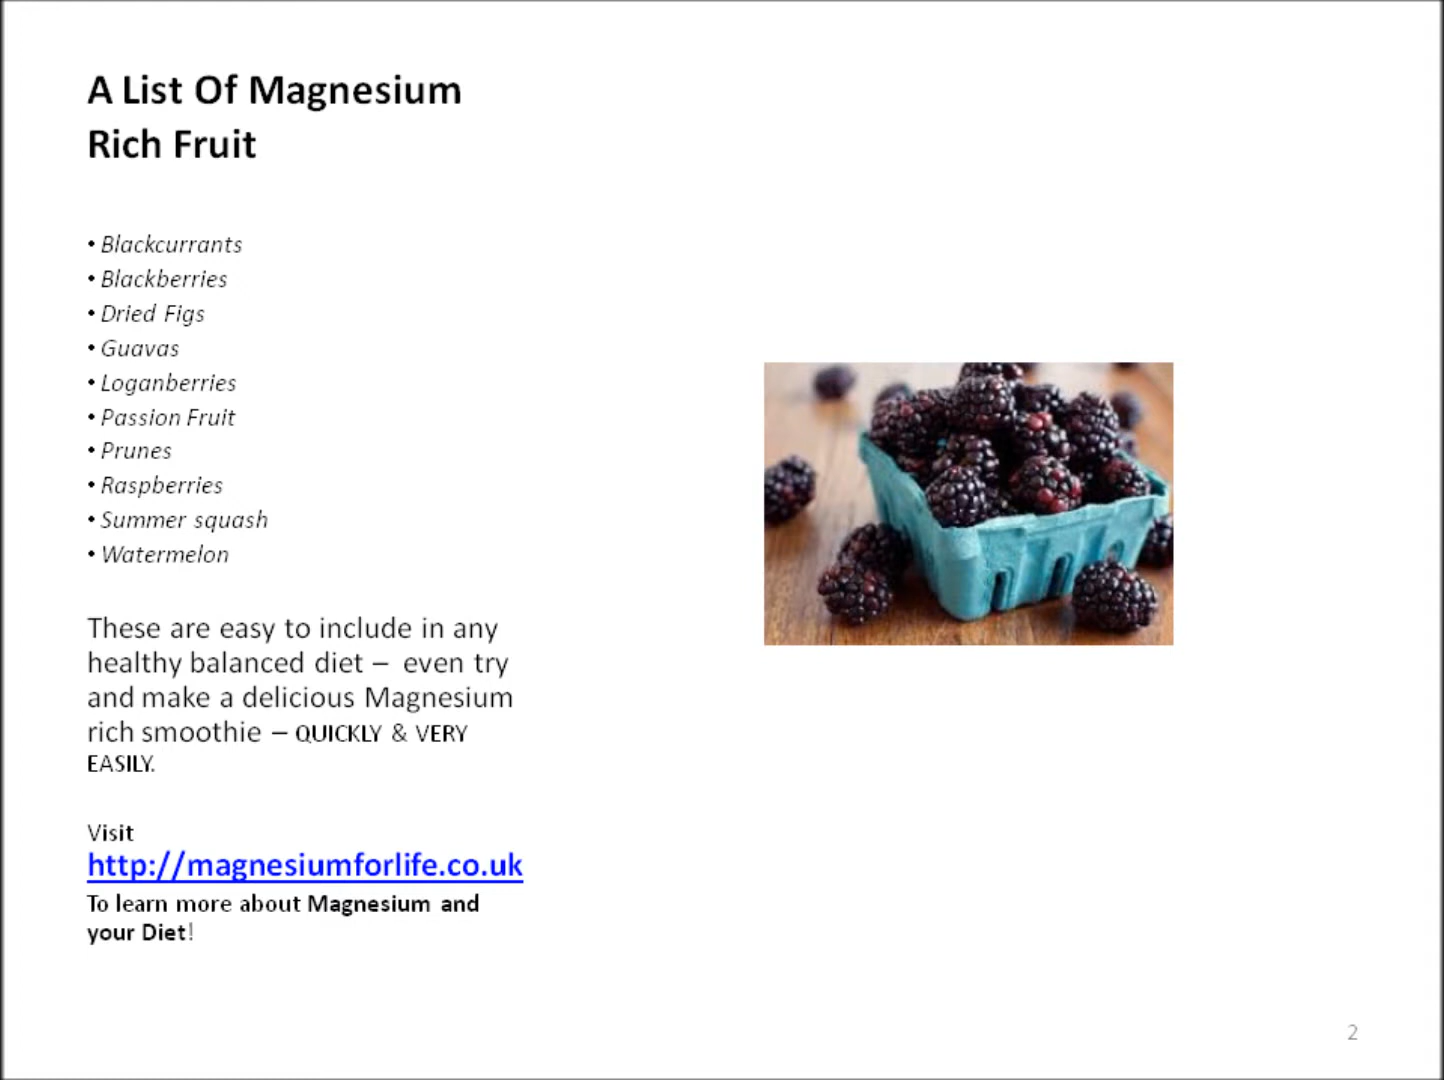 A List Of Magnesium
Rich Fruit
• Blackcurrants
• Blackberries
• Dried Figs
• Guavas
• Loganberries
• Passion Fruit
• Prunes
• Raspberries
• Summer squash
• Watermelon
These are easy to include in any
healthy balanced diet – even try
and make a delicious Magnesium
rich smoothie – QUICKLY & VERY
EASILY.
Visit
http://magnesiumforlife.co.uk
To learn more about Magnesium and
your Diet!
2